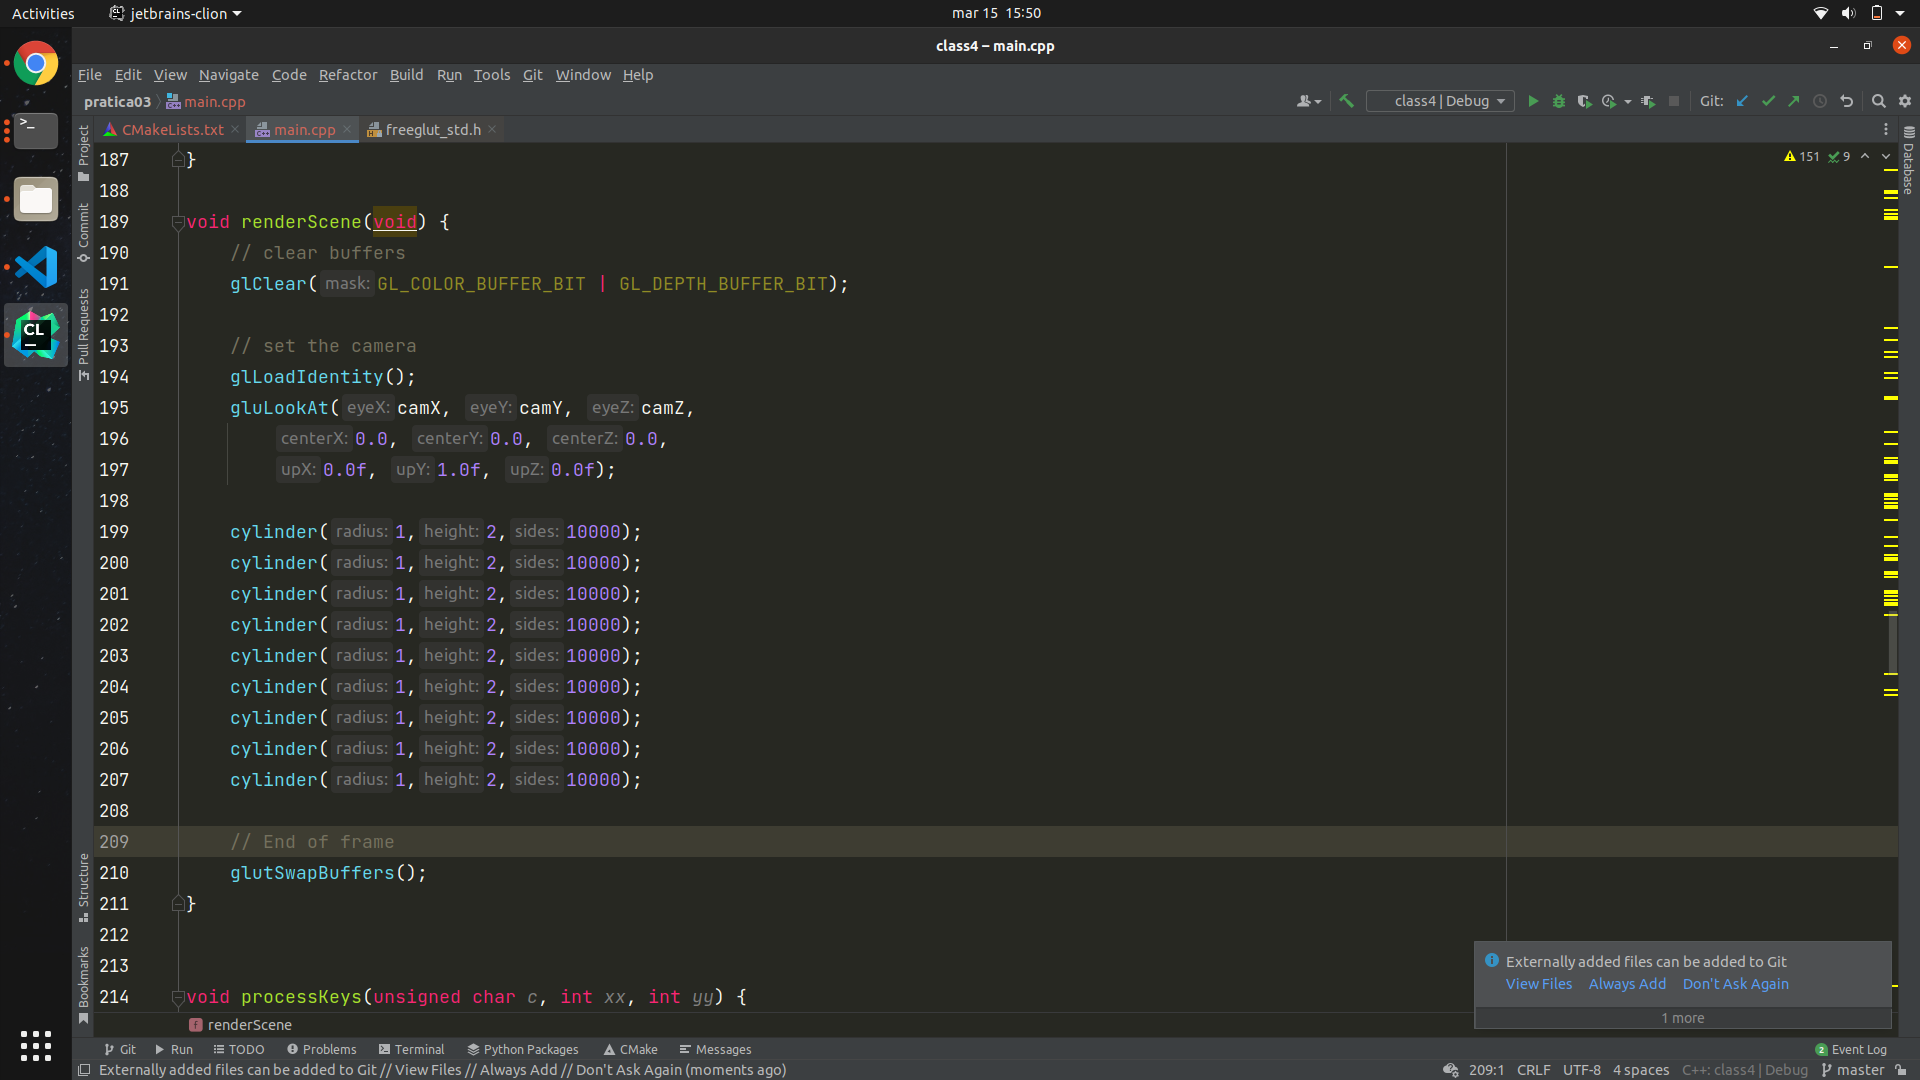 Activities jetbrains-clion mar 15 15:50
class4 – main.cpp
File Edit View Navigate Code Refactor Build Run Tools Git Window Help
pratica03 main.cpp class4 | Debug Git:
CMakeLists.txt main.cpp freeglut_std.h
Project
Commit
Pull Requests
Structure
Bookmarks
Database
151 9
187 }
188
189 void renderScene(void) {
190 // clear buffers
191 glClear( mask: GL_COLOR_BUFFER_BIT | GL_DEPTH_BUFFER_BIT);
192
193 // set the camera
194 glLoadIdentity();
195 gluLookAt( eyeX: camX, eyeY: camY, eyeZ: camZ,
196 centerX: 0.0, centerY: 0.0, centerZ: 0.0,
197 upX: 0.0f, upY: 1.0f, upZ: 0.0f);
198
199 cylinder( radius: 1, height: 2, sides: 10000);
200 cylinder( radius: 1, height: 2, sides: 10000);
201 cylinder( radius: 1, height: 2, sides: 10000);
202 cylinder( radius: 1, height: 2, sides: 10000);
203 cylinder( radius: 1, height: 2, sides: 10000);
204 cylinder( radius: 1, height: 2, sides: 10000);
205 cylinder( radius: 1, height: 2, sides: 10000);
206 cylinder( radius: 1, height: 2, sides: 10000);
207 cylinder( radius: 1, height: 2, sides: 10000);
208
209 // End of frame
210 glutSwapBuffers();
211 }
212
213
214 void processKeys(unsigned char c, int xx, int yy) {
Externally added files can be added to Git
View Files Always Add Don't Ask Again
1 more
f renderScene
Git Run TODO Problems Terminal Python Packages CMake Messages 2 Event Log
Externally added files can be added to Git // View Files // Always Add // Don't Ask Again (moments ago) 209:1 CRLF UTF-8 4 spaces C++: class4 | Debug master